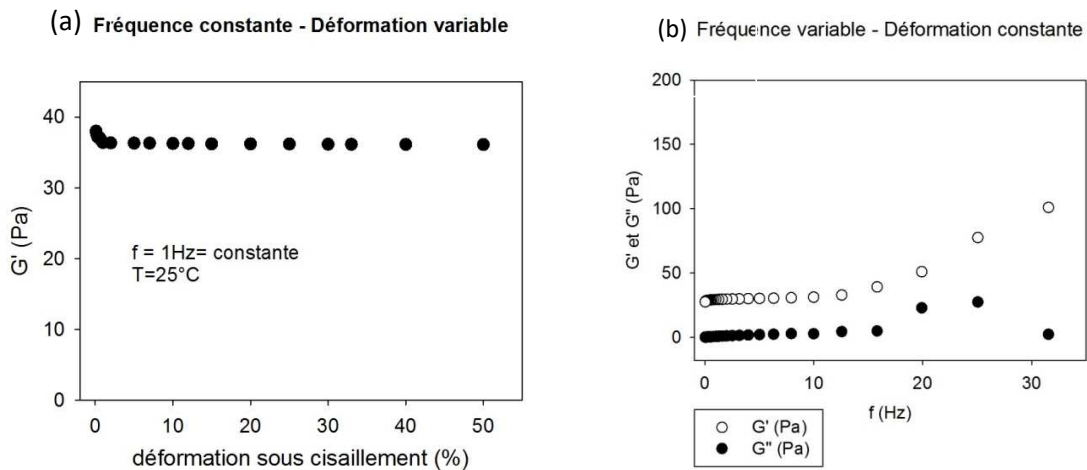 (a) Fréquence constante - Déformation variable
40
30
20
10
0
G' (Pa)
f = 1Hz= constante
T=25°C
0 10 20 30 40 50
déformation sous cisaillement (%)
(b) Fréquence variable - Déformation constante
200
150
100
50
0
G' et G" (Pa)
0 10 20 30
f (Hz)
G' (Pa)
G" (Pa)